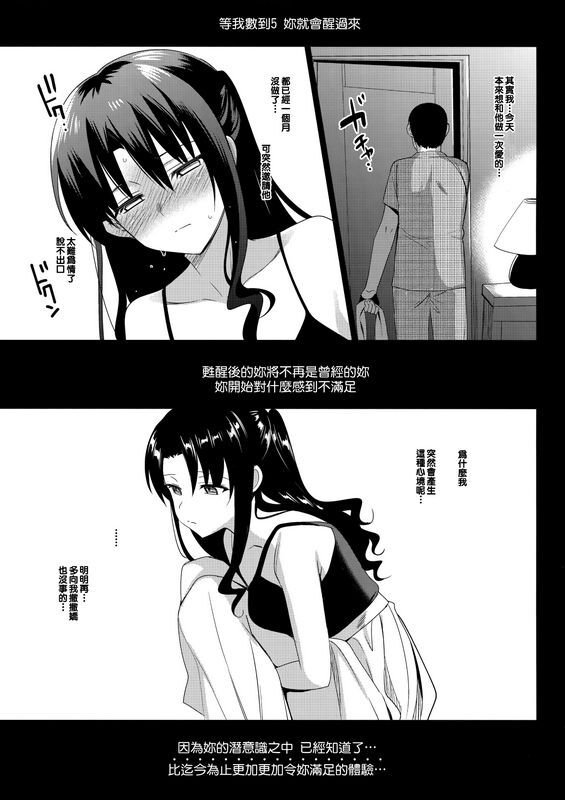 等我數到5 妳就會醒過來
其實我…今天
本來想和他做
一次愛的…
ガチャ…
都已經一個月
沒做了…
可突然邀請他
太難為情了
說不出口
甦醒後的妳將不再是曾經的妳
妳開始對什麼感到不滿足
為什麼我
突然會產生
這種心境呢…
……
明明再…
多向我撒撒嬌
也沒事的…
因為妳的潛意識之中 已經知道了…
比迄今為止更加更加令妳滿足的體驗…